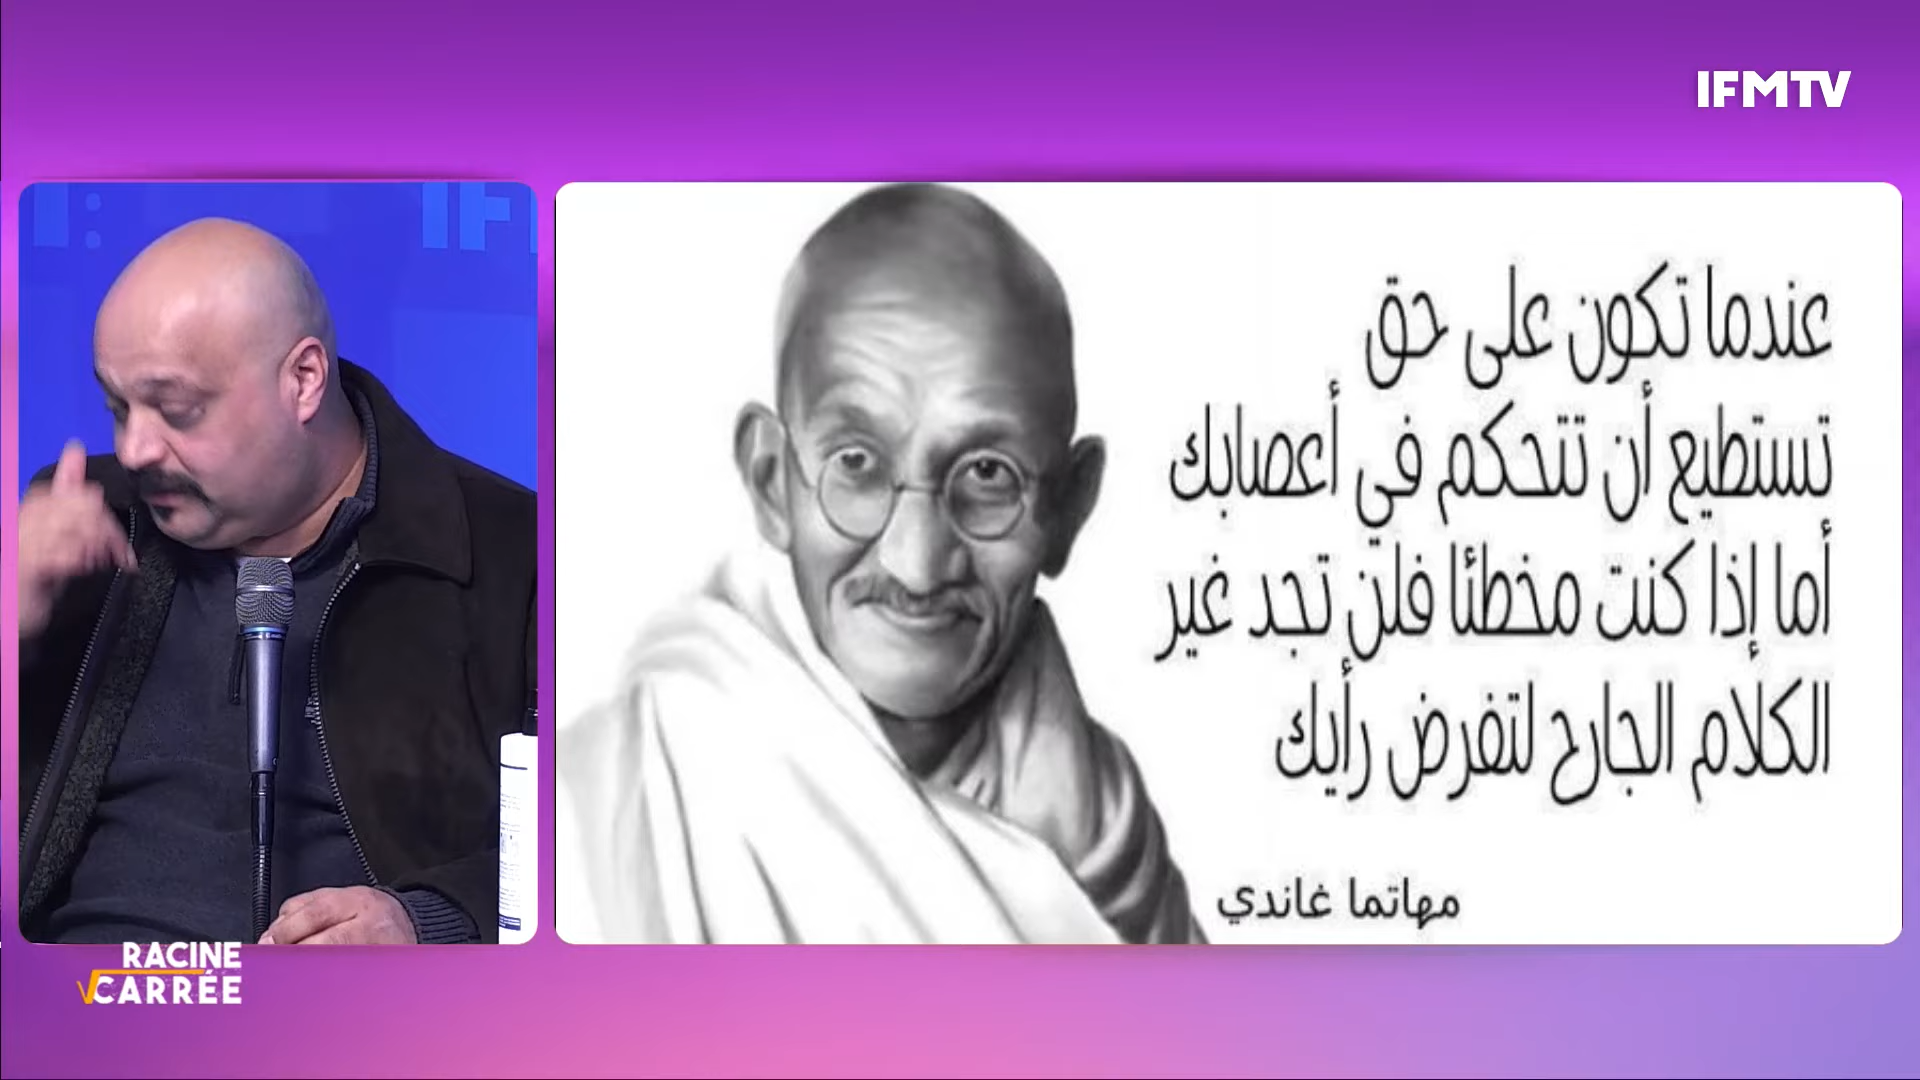 IFMTV
عندما تكون على حق
تستطيع أن تتحكم في أعصابك
أما إذا كنت مخطئا فلن تجد غير
الكلام الجارح لتفرض رأيك
مهاتما غاندي
RACINE
CARRÉE